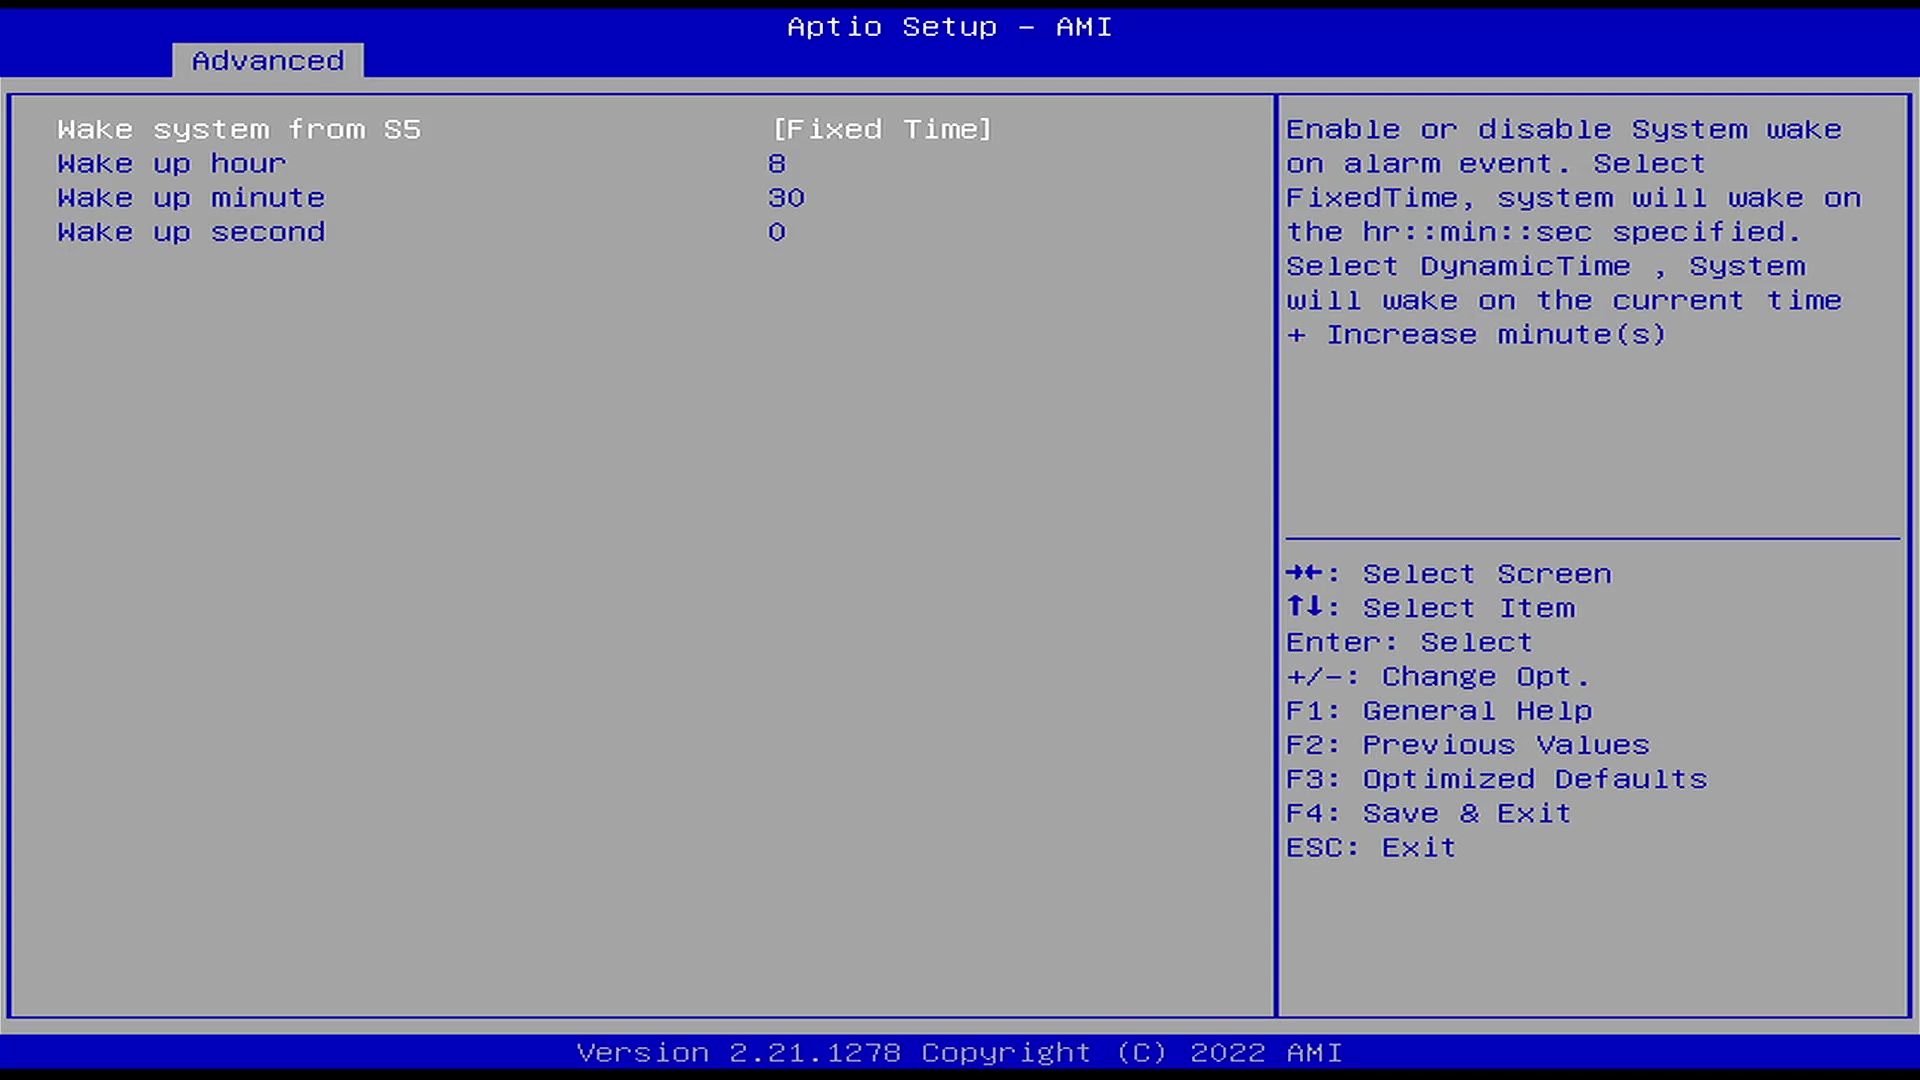 Aptio Setup – AMI
Advanced
Wake system from S5 [Fixed Time]
Wake up hour 8
Wake up minute 30
Wake up second 0
Enable or disable System wake
on alarm event. Select
FixedTime, system will wake on
the hr::min::sec specified.
Select DynamicTime , System
will wake on the current time
+ Increase minute(s)
→←: Select Screen
↑↓: Select Item
Enter: Select
+/-: Change Opt.
F1: General Help
F2: Previous Values
F3: Optimized Defaults
F4: Save & Exit
ESC: Exit
Version 2.21.1278 Copyright (C) 2022 AMI